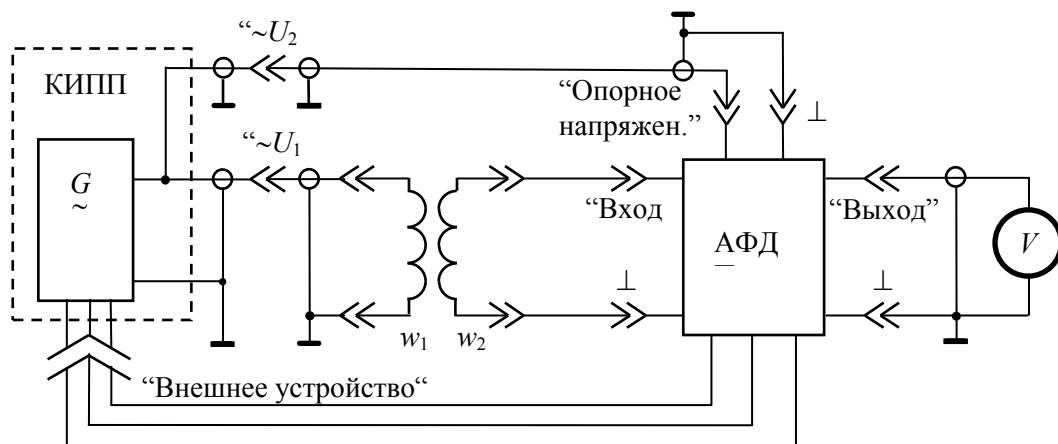 “~U2
КИПП
“Опорное
напряжен.”
⊥
“~U1
G
~
“Вход
“Выход”
АФД
V
⊥
⊥
w1
w2
“Внешнее устройство“